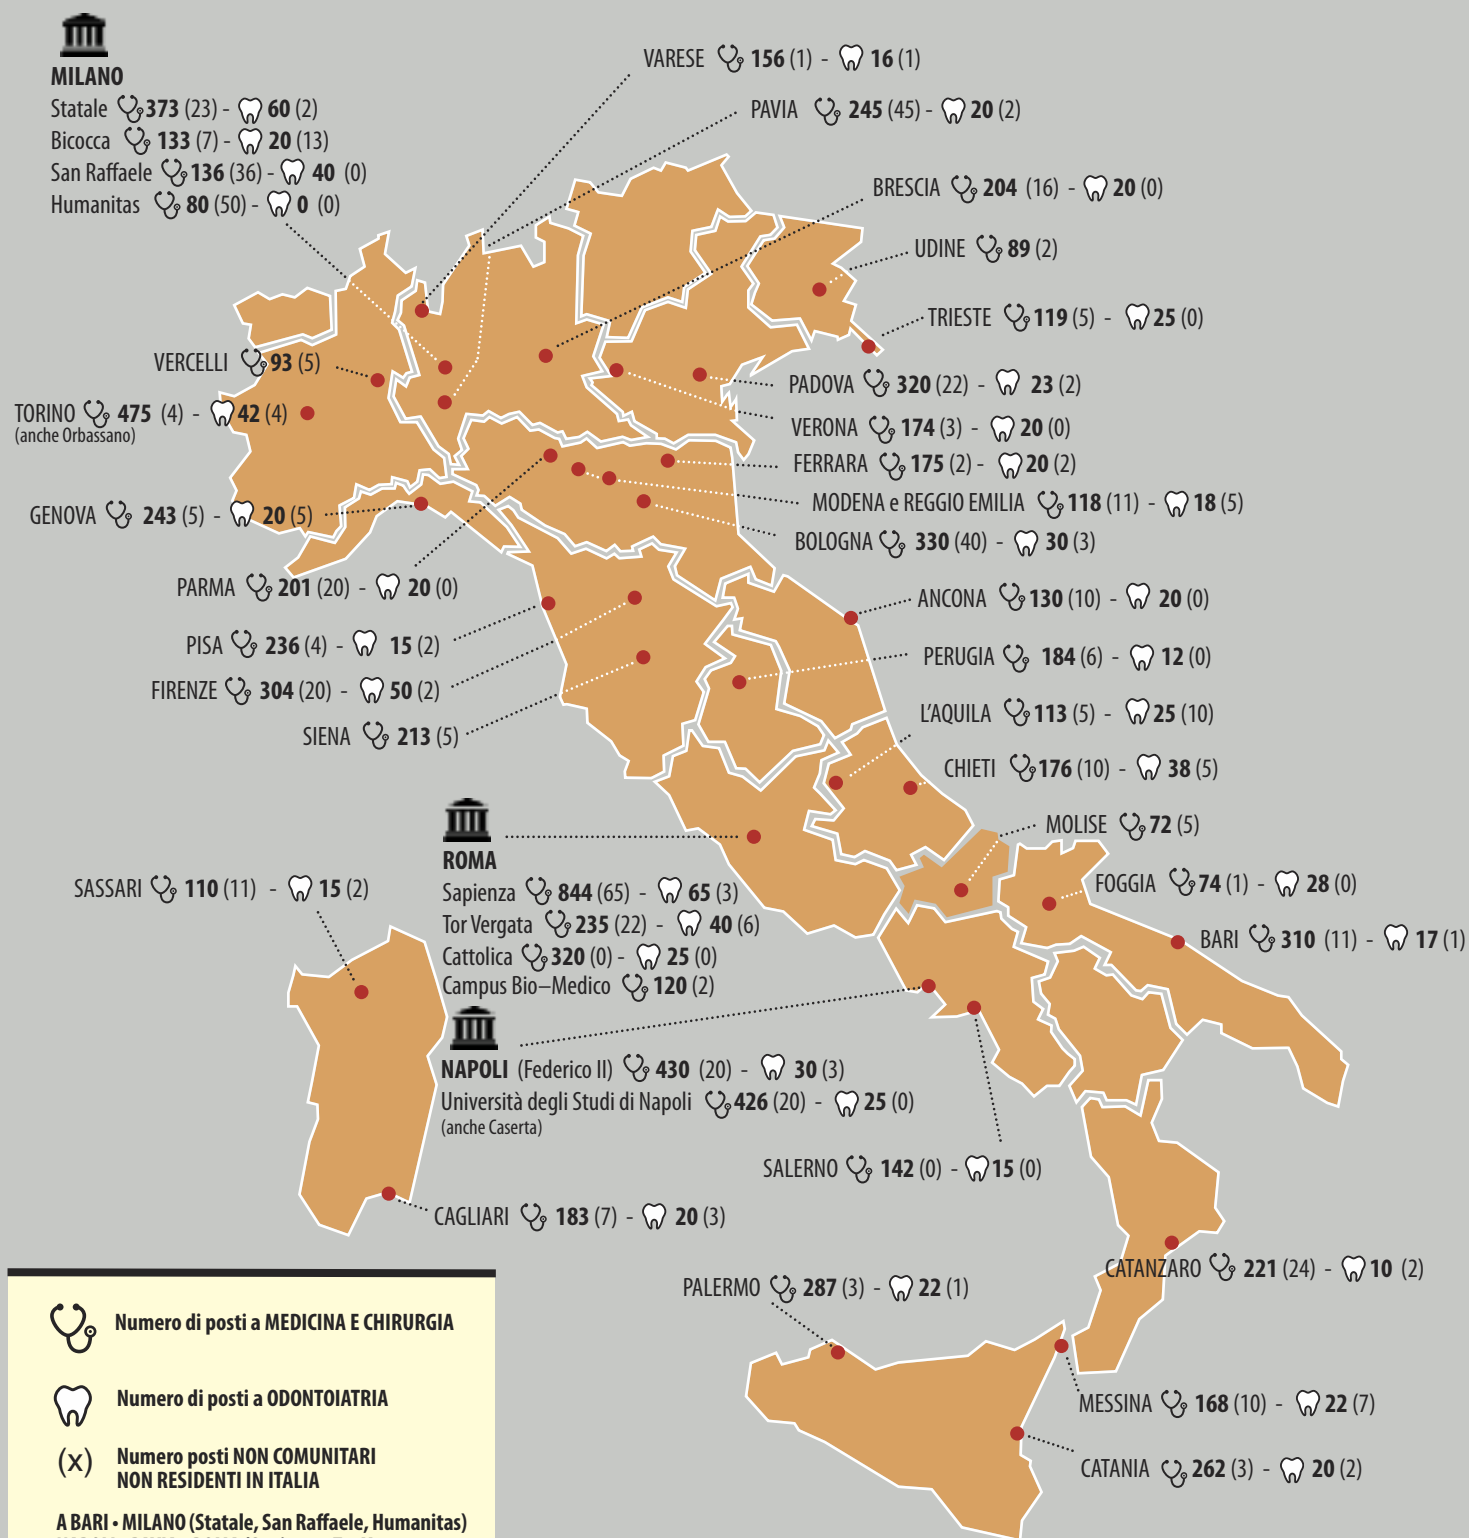 MILANO
Statale 373 (23) - 60 (2)
Bicocca 133 (7) - 20 (13)
San Raffaele 136 (36) - 40 (0)
Humanitas 80 (50) - 0 (0)
VARESE 156 (1) - 16 (1)
PAVIA 245 (45) - 20 (2)
BRESCIA 204 (16) - 20 (0)
UDINE 89 (2)
TRIESTE 119 (5) - 25 (0)
VERCELLI 93 (5)
PADOVA 320 (22) - 23 (2)
TORINO 475 (4) - 42 (4)
(anche Orbassano)
VERONA 174 (3) - 20 (0)
FERRARA 175 (2) - 20 (2)
MODENA e REGGIO EMILIA 118 (11) - 18 (5)
GENOVA 243 (5) - 20 (5)
BOLOGNA 330 (40) - 30 (3)
PARMA 201 (20) - 20 (0)
ANCONA 130 (10) - 20 (0)
PISA 236 (4) - 15 (2)
PERUGIA 184 (6) - 12 (0)
FIRENZE 304 (20) - 50 (2)
L'AQUILA 113 (5) - 25 (10)
SIENA 213 (5)
CHIETI 176 (10) - 38 (5)
MOLISE 72 (5)
ROMA
Sapienza 844 (65) - 65 (3)
Tor Vergata 235 (22) - 40 (6)
Cattolica 320 (0) - 25 (0)
Campus Bio–Medico 120 (2)
SASSARI 110 (11) - 15 (2)
FOGGIA 74 (1) - 28 (0)
BARI 310 (11) - 17 (1)
NAPOLI (Federico II) 430 (20) - 30 (3)
Università degli Studi di Napoli 426 (20) - 25 (0)
(anche Caserta)
SALERNO 142 (0) - 15 (0)
CAGLIARI 183 (7) - 20 (3)
CATANZARO 221 (24) - 10 (2)
PALERMO 287 (3) - 22 (1)
MESSINA 168 (10) - 22 (7)
CATANIA 262 (3) - 20 (2)
Numero di posti a MEDICINA E CHIRURGIA
Numero di posti a ODONTOIATRIA
(x) Numero posti NON COMUNITARI
NON RESIDENTI IN ITALIA
A BARI • MILANO (Statale, San Raffaele, Humanitas)